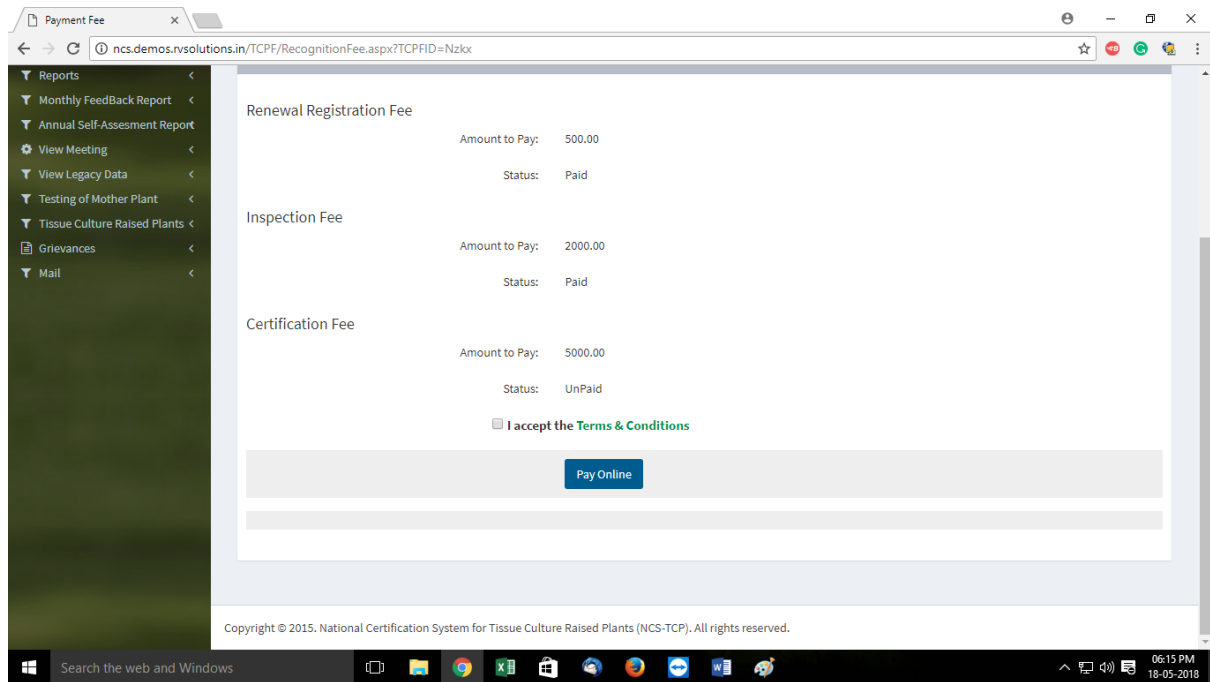 Payment Fee
ncs.demos.rvsolutions.in/TCPF/RecognitionFee.aspx?TCPFID=Nzkx
Reports
Monthly FeedBack Report
Annual Self-Assesment Report
View Meeting
View Legacy Data
Testing of Mother Plant
Tissue Culture Raised Plants
Grievances
Mail
Renewal Registration Fee
Amount to Pay: 500.00
Status: Paid
Inspection Fee
Amount to Pay: 2000.00
Status: Paid
Certification Fee
Amount to Pay: 5000.00
Status: UnPaid
I accept the Terms & Conditions
Pay Online
Copyright © 2015. National Certification System for Tissue Culture Raised Plants (NCS-TCP). All rights reserved.
Search the web and Windows
06:15 PM
18-05-2018